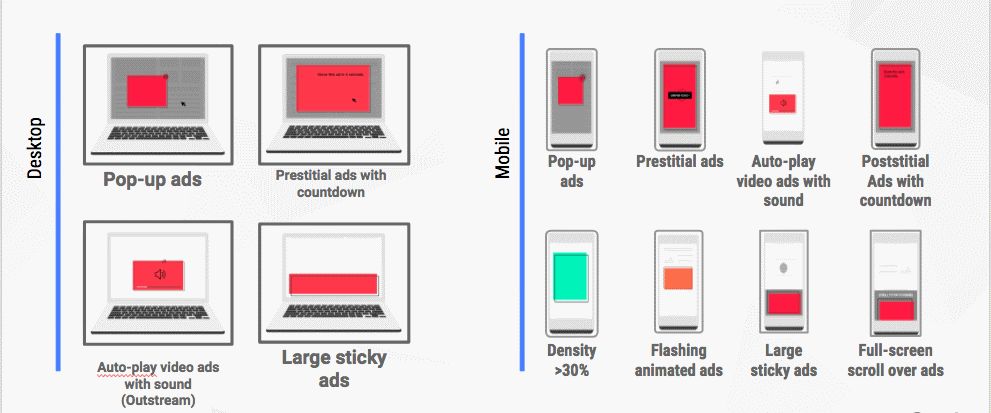 Desktop
Pop-up ads
Prestitial ads with
countdown
Auto-play video ads
with sound
(Outstream)
Large sticky
ads
Mobile
Pop-up
ads
Prestitial ads
Auto-play
video ads with
sound
Poststitial
Ads with
countdown
Density
>30%
Flashing
animated ads
Large
sticky ads
Full-screen
scroll over ads